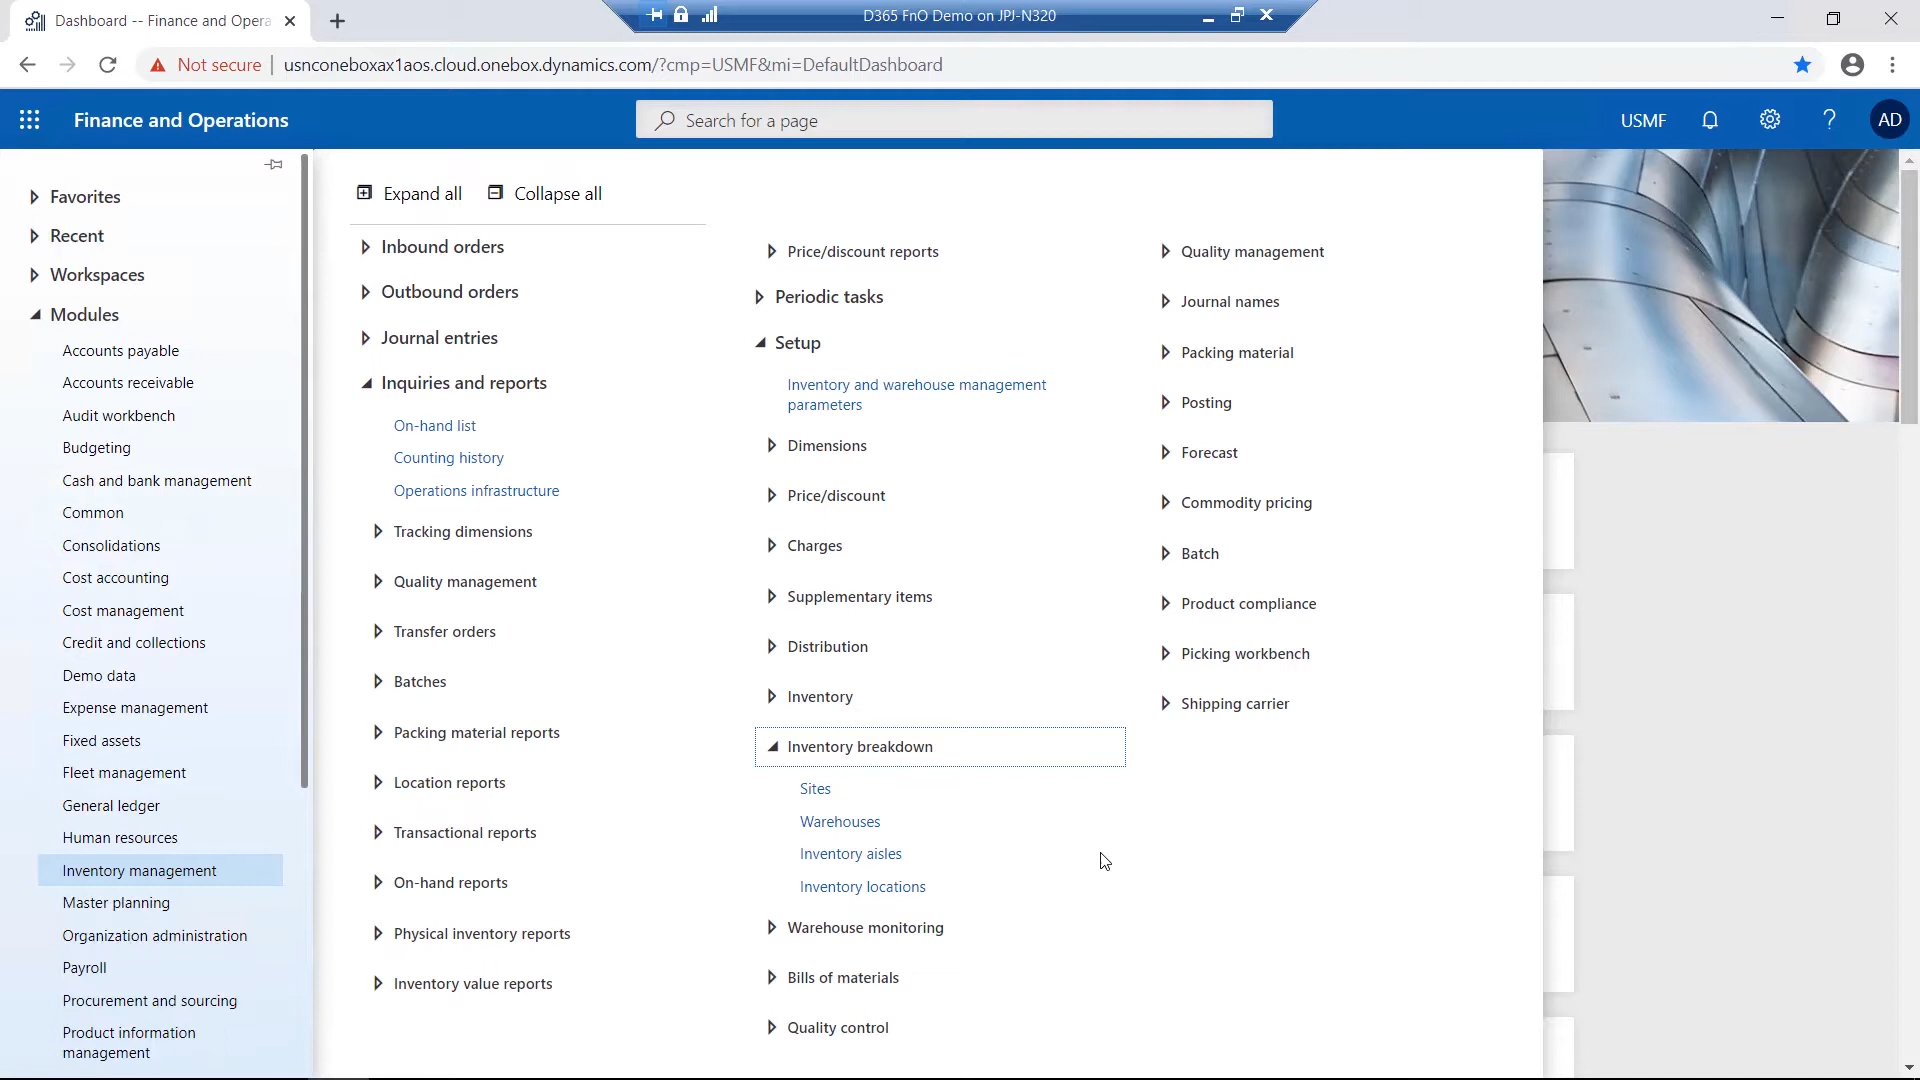 Dashboard -- Finance and Opera
D365 FnO Demo on JPJ-N320
Not secure
usnconeboxax1aos.cloud.onebox.dynamics.com/?cmp=USMF&mi=DefaultDashboard
Finance and Operations
Search for a page
USMF
AD
Favorites
Recent
Workspaces
Modules
Accounts payable
Accounts receivable
Audit workbench
Budgeting
Cash and bank management
Common
Consolidations
Cost accounting
Cost management
Credit and collections
Demo data
Expense management
Fixed assets
Fleet management
General ledger
Human resources
Inventory management
Master planning
Organization administration
Payroll
Procurement and sourcing
Product information
management
Expand all
Collapse all
Inbound orders
Outbound orders
Journal entries
Inquiries and reports
On-hand list
Counting history
Operations infrastructure
Tracking dimensions
Quality management
Transfer orders
Batches
Packing material reports
Location reports
Transactional reports
On-hand reports
Physical inventory reports
Inventory value reports
Price/discount reports
Periodic tasks
Setup
Inventory and warehouse management
parameters
Dimensions
Price/discount
Charges
Supplementary items
Distribution
Inventory
Inventory breakdown
Sites
Warehouses
Inventory aisles
Inventory locations
Warehouse monitoring
Bills of materials
Quality control
Quality management
Journal names
Packing material
Posting
Forecast
Commodity pricing
Batch
Product compliance
Picking workbench
Shipping carrier